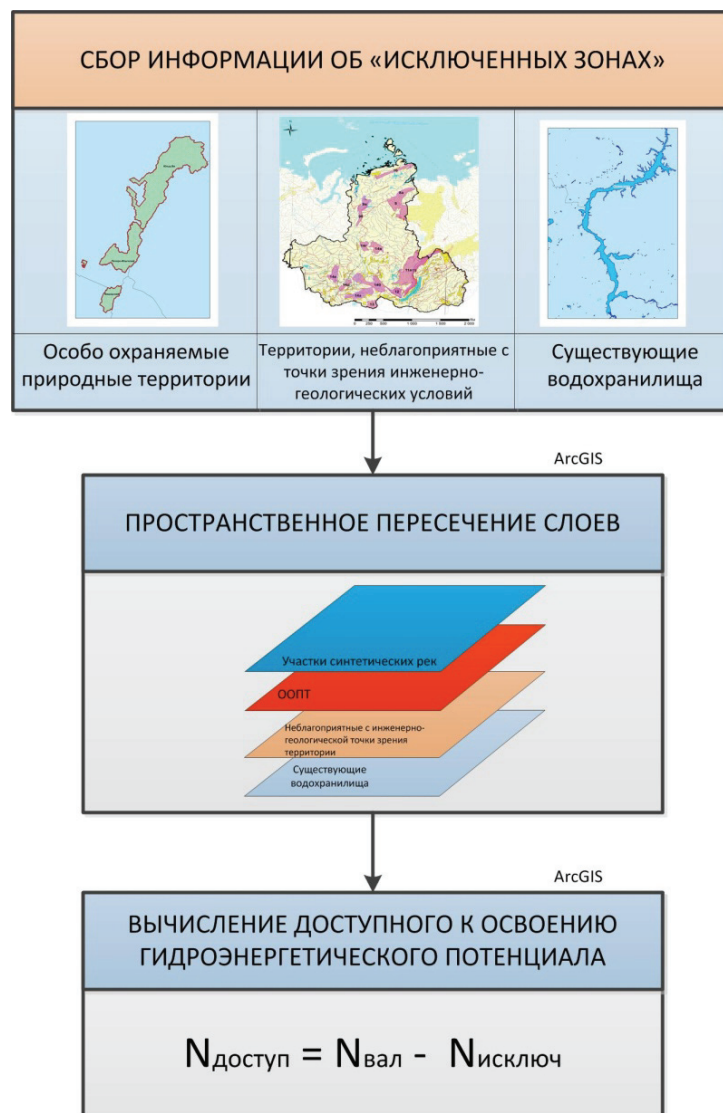 СБОР ИНФОРМАЦИИ ОБ «ИСКЛЮЧЕННЫХ ЗОНАХ»
Особо охраняемые
природные территории
Территории, неблагоприятные с
точки зрения инженерно-
геологических условий
Существующие
водохранилища
ArcGIS
ПРОСТРАНСТВЕННОЕ ПЕРЕСЕЧЕНИЕ СЛОЕВ
Участки синтетических рек
ООПТ
Неблагоприятные с инженерно-
геологической точки зрения
территории
Существующие
водохранилища
ArcGIS
ВЫЧИСЛЕНИЕ ДОСТУПНОГО К ОСВОЕНИЮ
ГИДРОЭНЕРГЕТИЧЕСКОГО ПОТЕНЦИАЛА
Nдоступ = Nвал - Nисключ